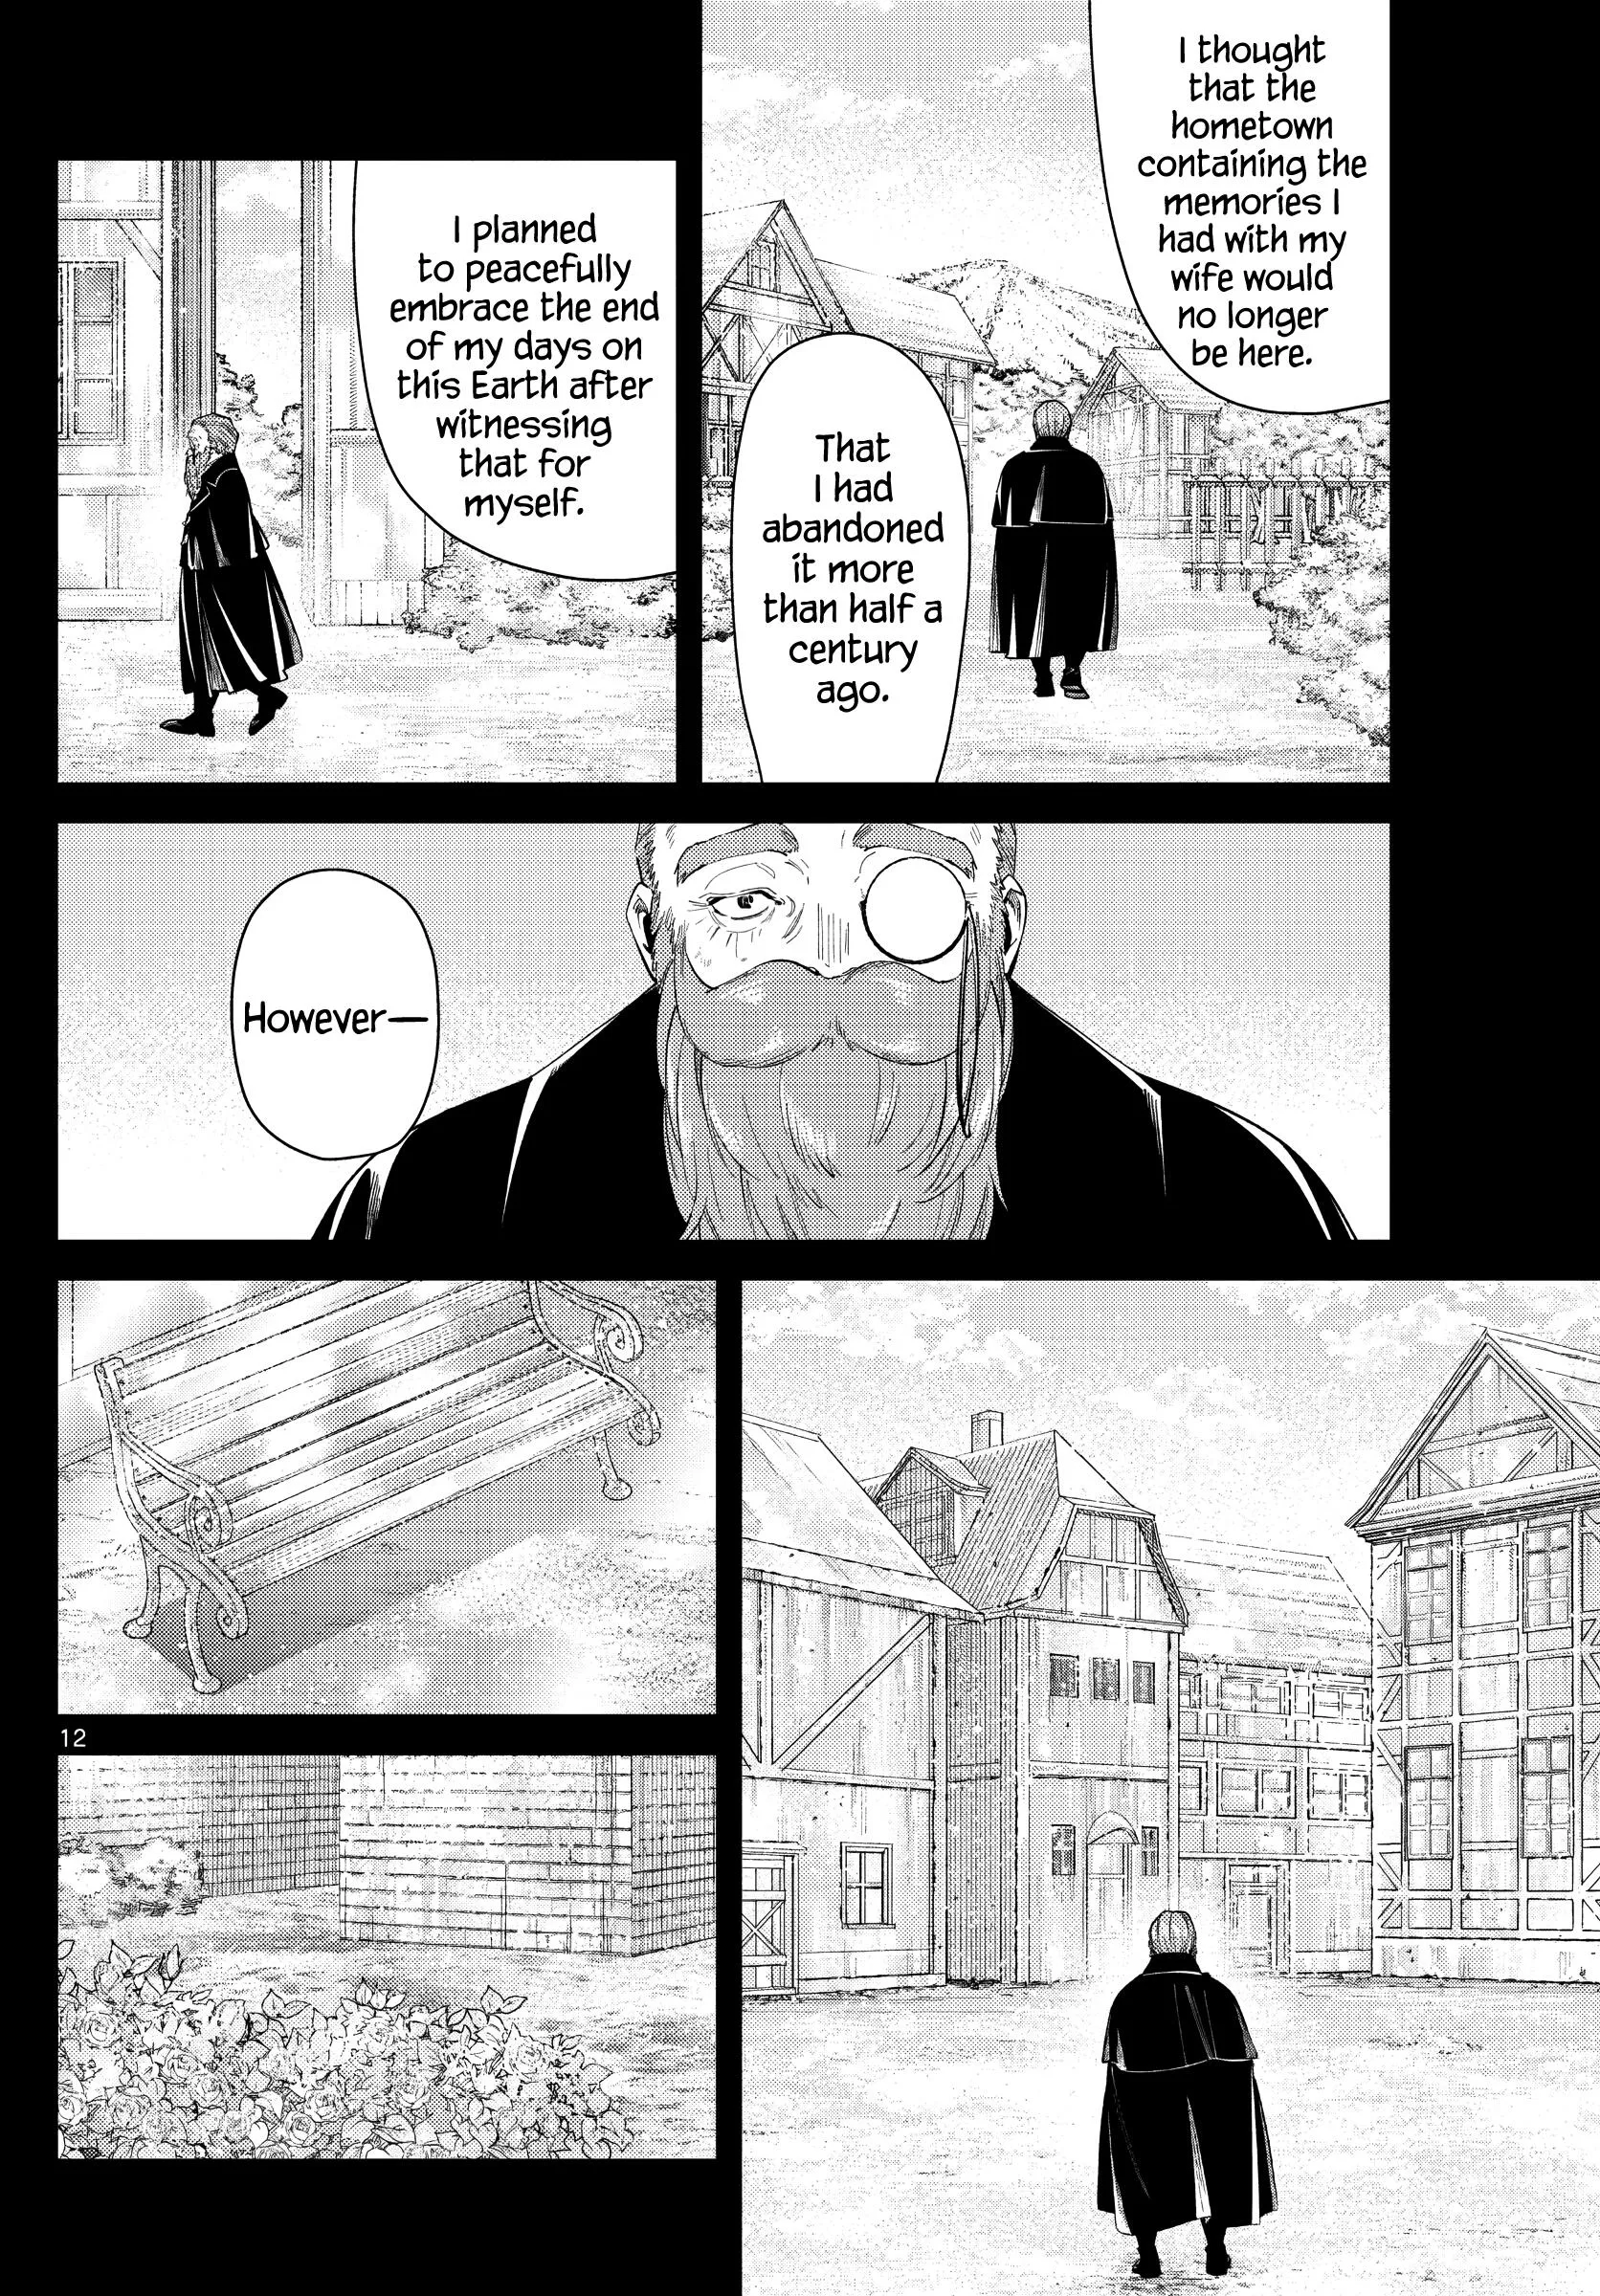 I thought
that the
hometown
containing the
memories I
had with my
wife would
no longer
be here.
That
I had
abandoned
it more
than half a
century
ago.
I planned
to peacefully
embrace the end
of my days on
this Earth after
witnessing
that for
myself.
However—
12